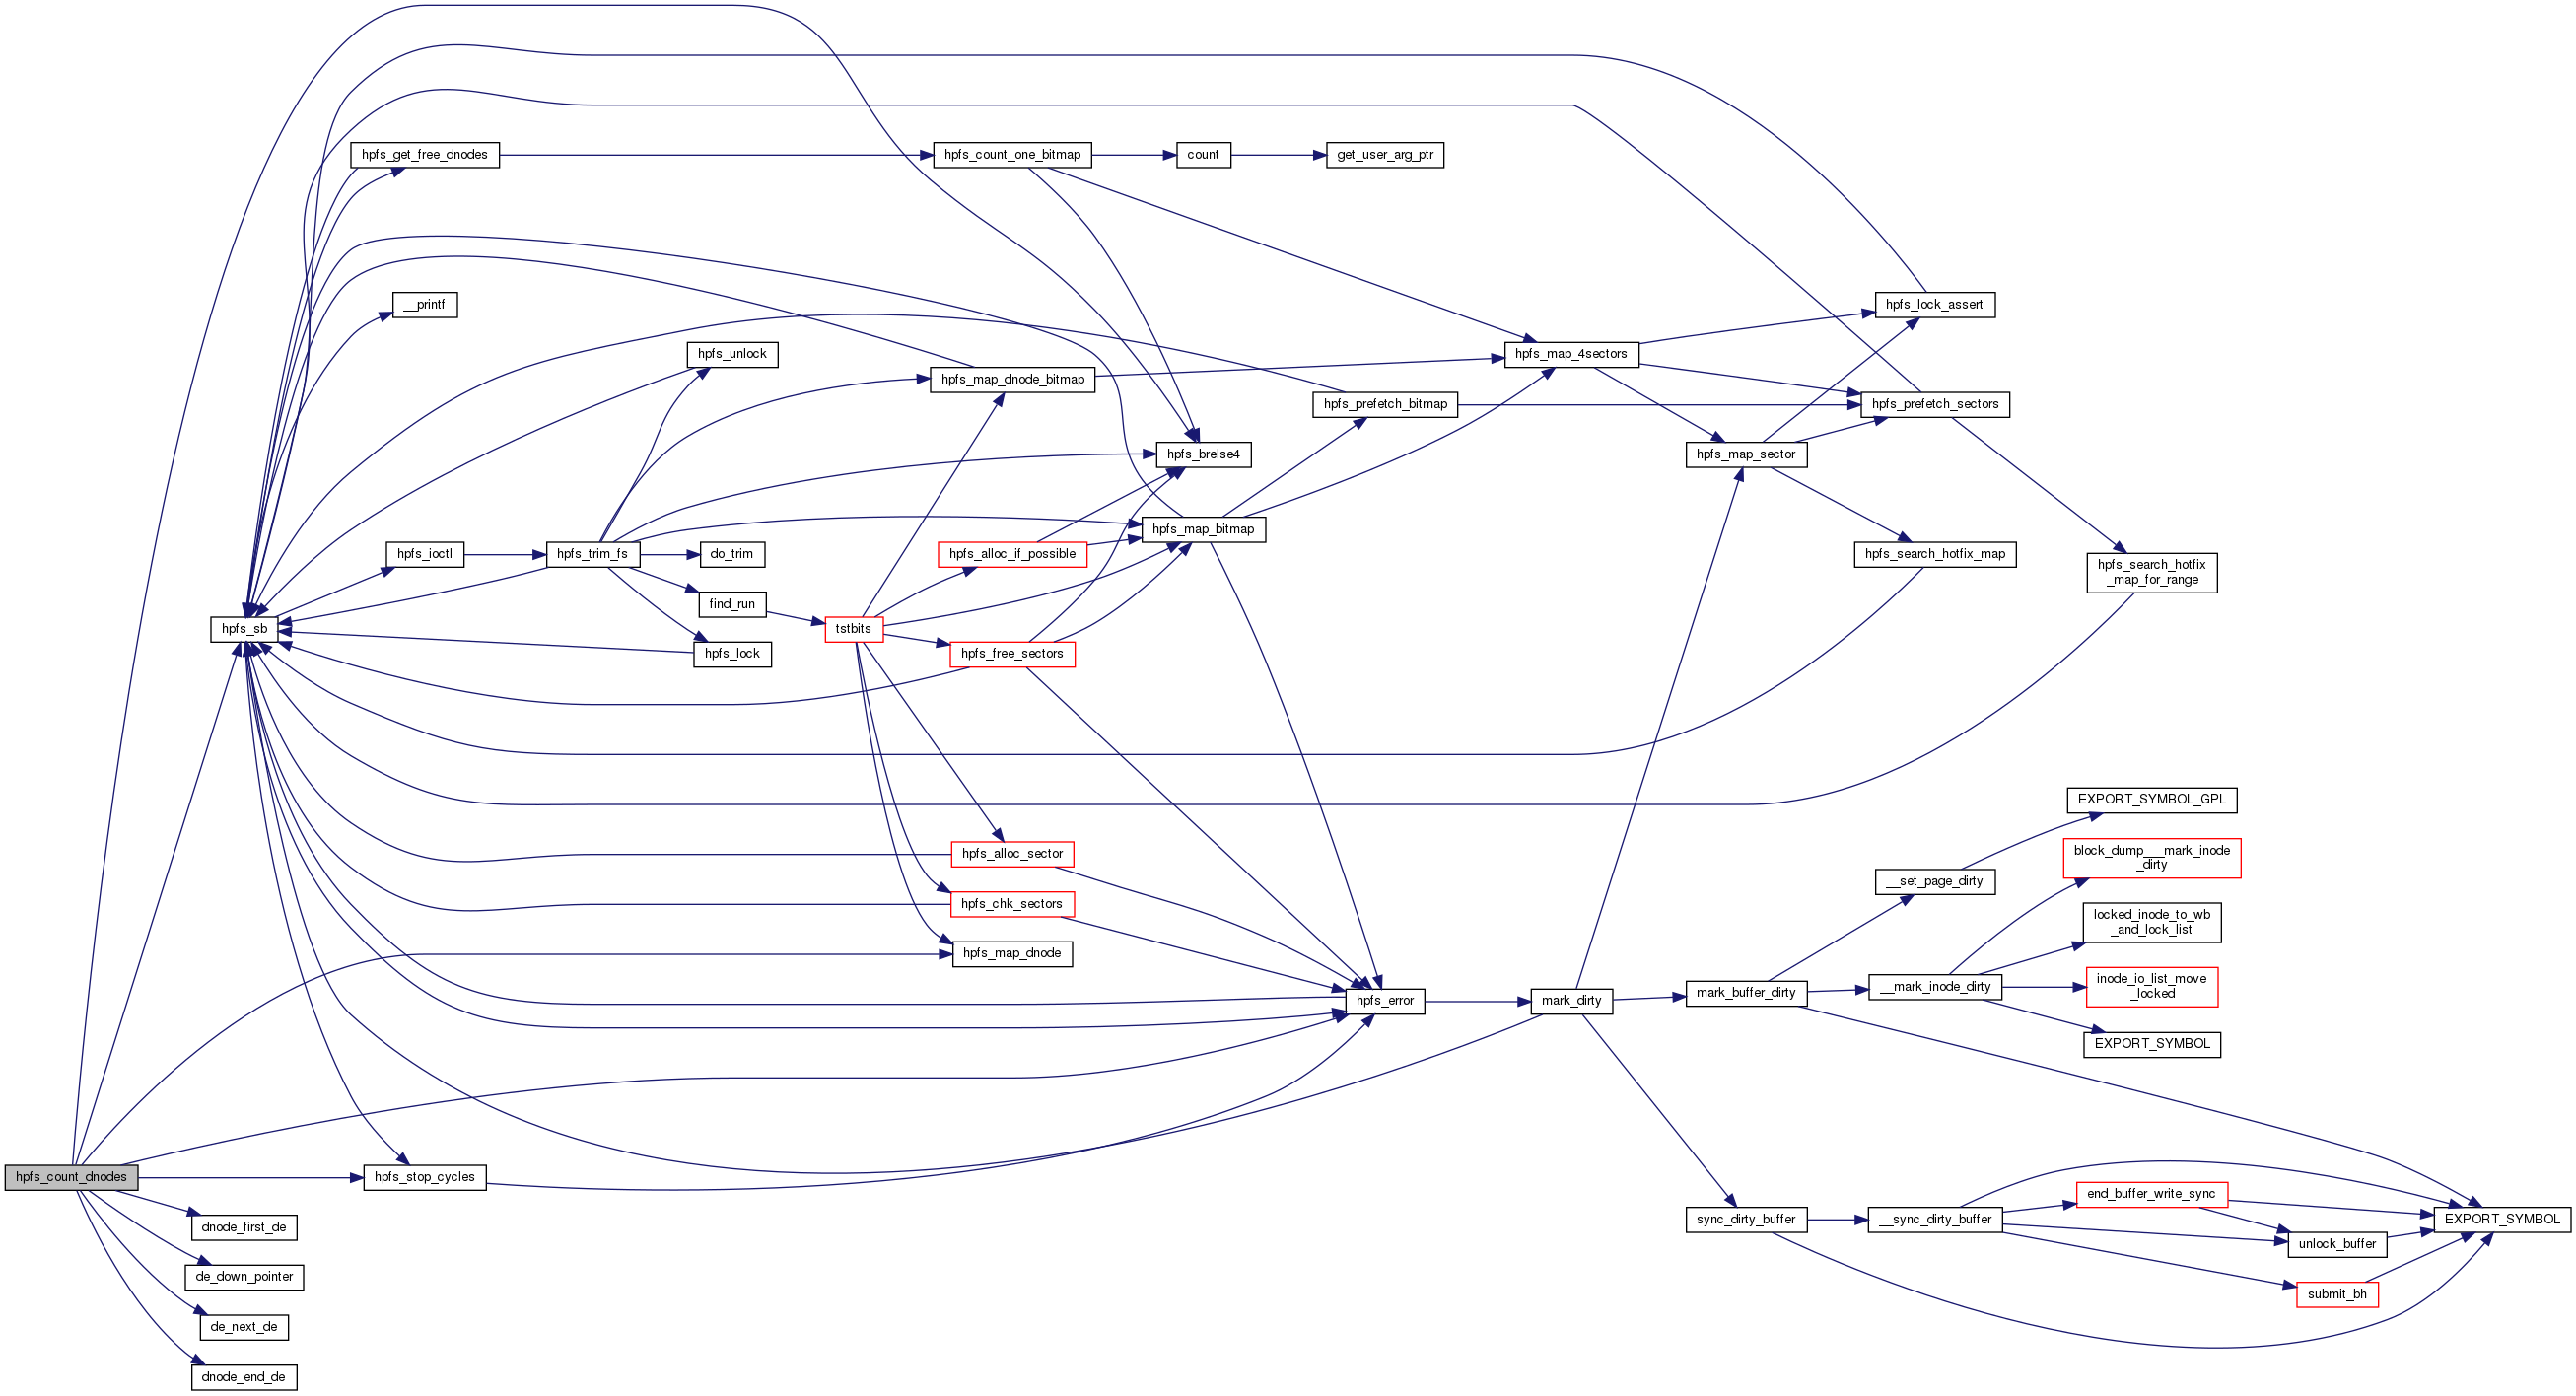 hpfs_get_free_dnodes
hpfs_count_one_bitmap
count
get_user_arg_ptr
__printf
hpfs_lock_assert
hpfs_unlock
hpfs_map_4sectors
hpfs_map_dnode_bitmap
hpfs_prefetch_bitmap
hpfs_prefetch_sectors
hpfs_brelse4
hpfs_map_sector
hpfs_map_bitmap
hpfs_ioctl
hpfs_trim_fs
do_trim
hpfs_alloc_if_possible
hpfs_search_hotfix_map
hpfs_search_hotfix
_map_for_range
find_run
hpfs_sb
tstbits
hpfs_lock
hpfs_free_sectors
EXPORT_SYMBOL_GPL
hpfs_alloc_sector
block_dump___mark_inode
_dirty
__set_page_dirty
hpfs_chk_sectors
locked_inode_to_wb
_and_lock_list
hpfs_map_dnode
inode_io_list_move
_locked
hpfs_error
mark_dirty
mark_buffer_dirty
__mark_inode_dirty
EXPORT_SYMBOL
hpfs_count_dnodes
hpfs_stop_cycles
end_buffer_write_sync
dnode_first_de
sync_dirty_buffer
__sync_dirty_buffer
EXPORT_SYMBOL
unlock_buffer
de_down_pointer
submit_bh
de_next_de
dnode_end_de